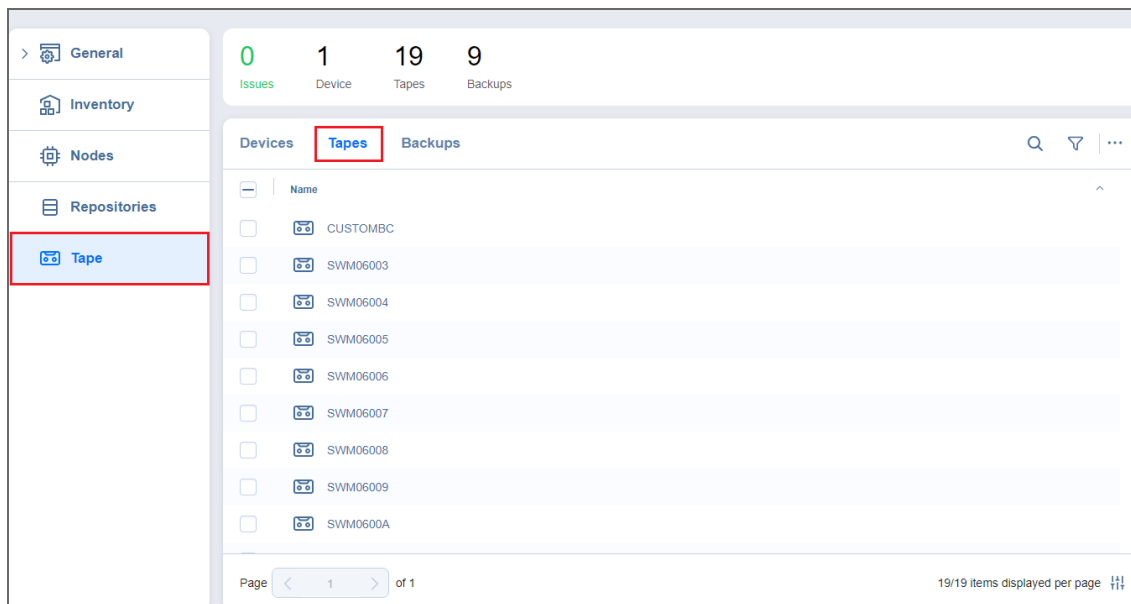 General
Inventory
Nodes
Repositories
Tape
0 1 19 9
Issues Device Tapes Backups
Devices Tapes Backups
Name
CUSTOMBC
SWM06003
SWM06004
SWM06005
SWM06006
SWM06007
SWM06008
SWM06009
SWM0600A
Page 1 of 1
19/19 items displayed per page